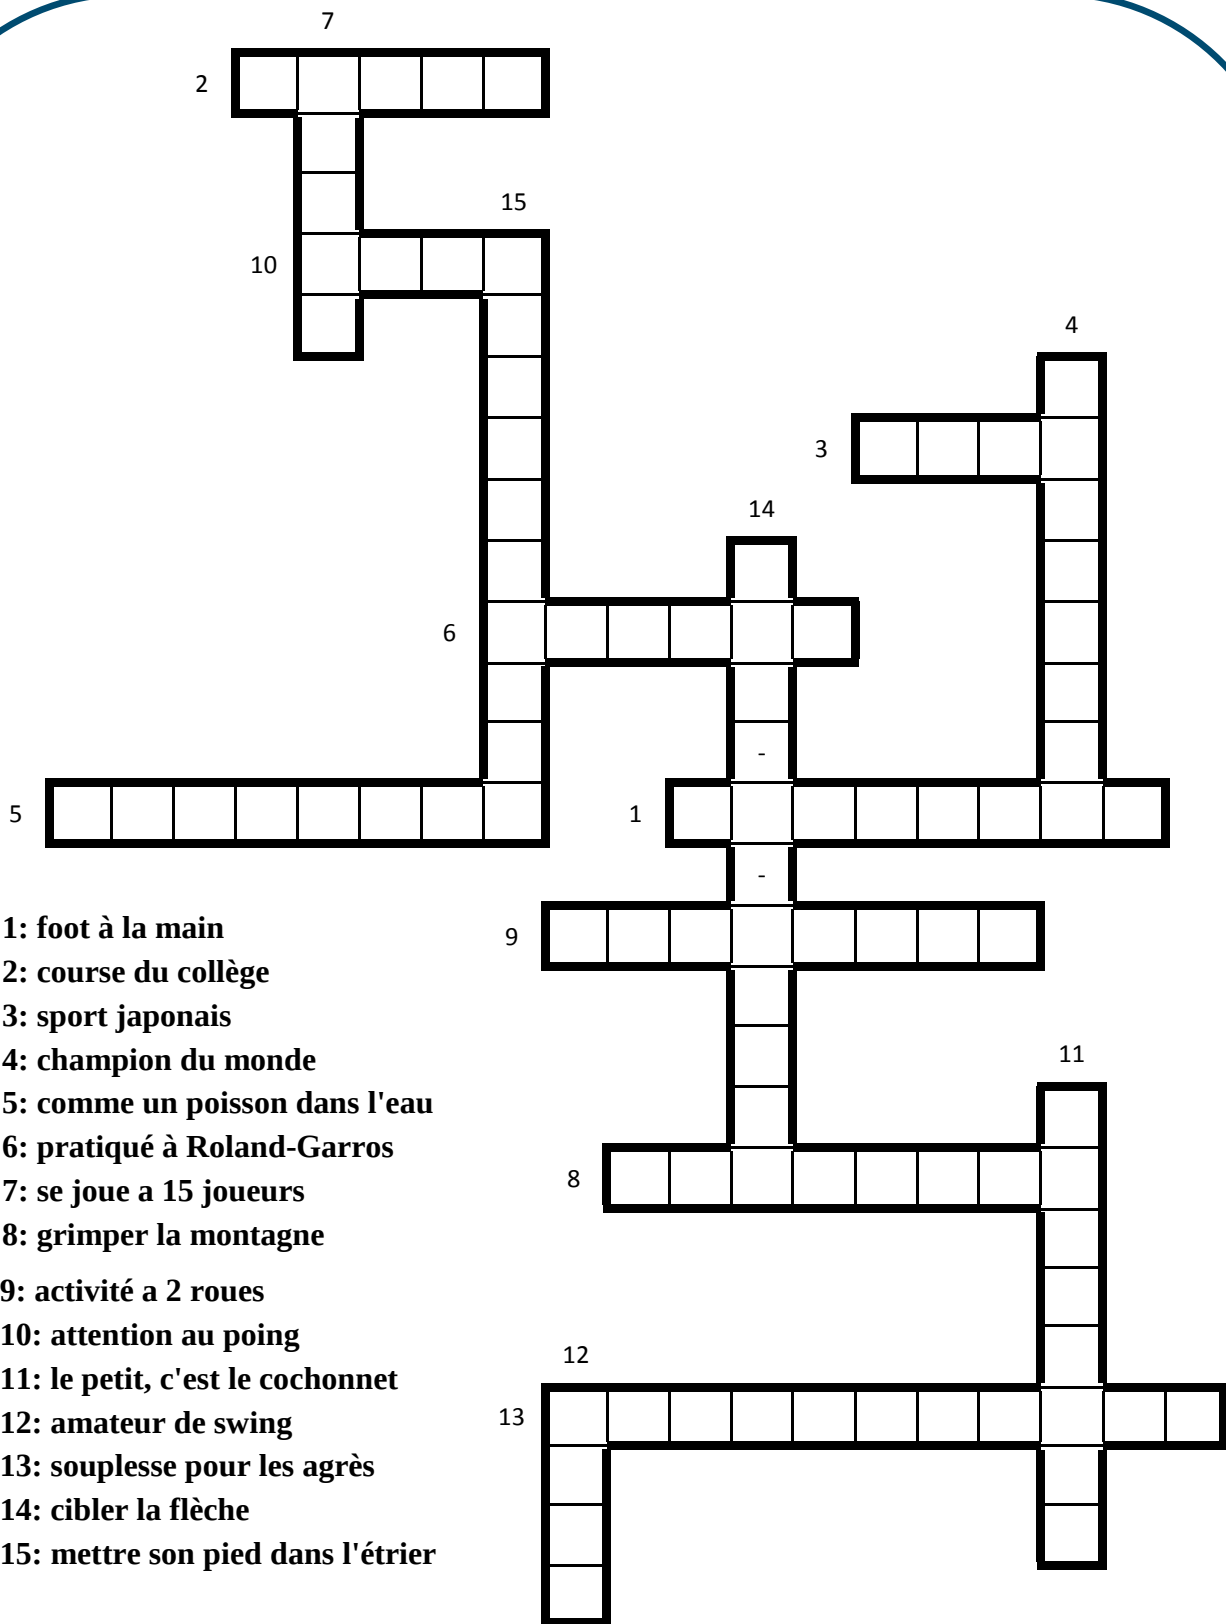 7
2
15
10
4
3
14
6
-
5
1
-
1: foot à la main
9
2: course du collège
3: sport japonais
4: champion du monde
11
5: comme un poisson dans l'eau
6: pratiqué à Roland-Garros
7: se joue a 15 joueurs
8
8: grimper la montagne
9: activité a 2 roues
10: attention au poing
12
11: le petit, c'est le cochonnet
13
12: amateur de swing
13: souplesse pour les agrès
14: cibler la flèche
15: mettre son pied dans l'étrier